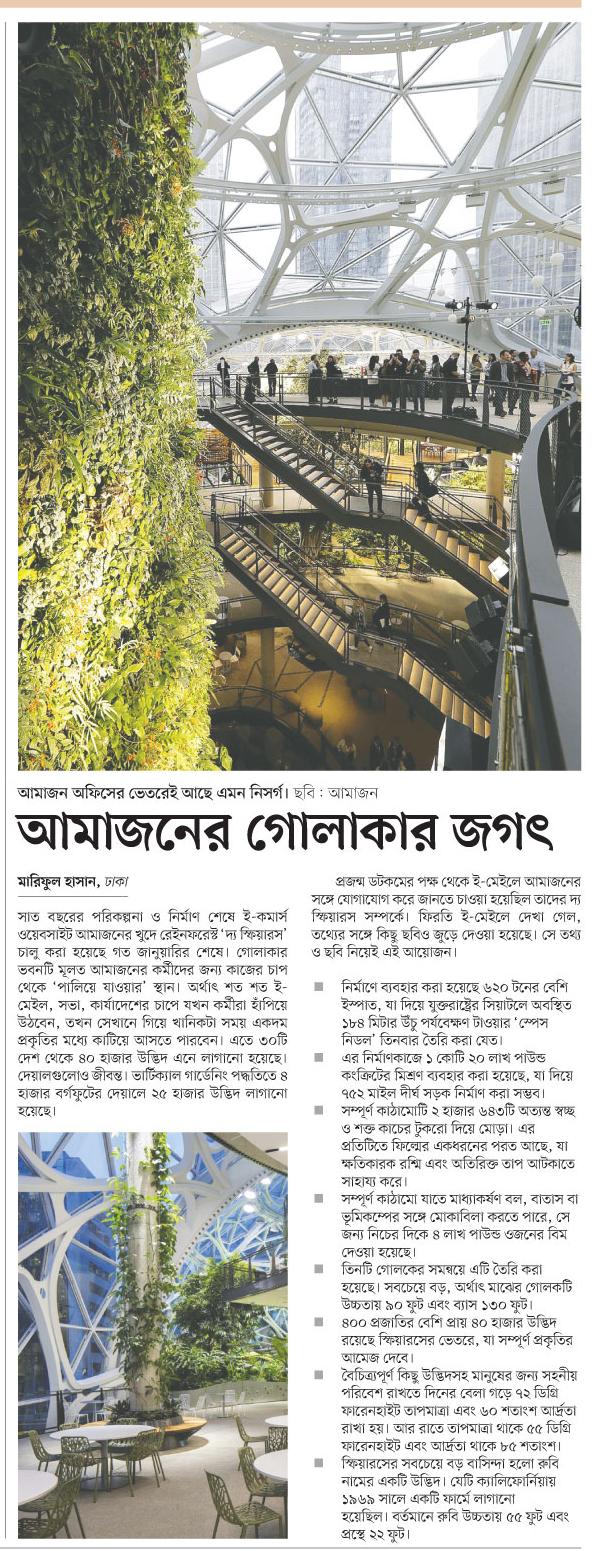 আমাজন অফিসের ভেতরেই আছে এমন নিসর্গ। ছবি : আমাজন
আমাজনের গোলাকার জগৎ
মারিফুল হাসান, ঢাকা
সাত বছরের পরিকল্পনা ও নির্মাণ শেষে ই-কমার্স
ওয়েবসাইট আমাজনের খুদে রেইনফরেস্ট ‘দ্য স্ফিয়ারস’
চালু করা হয়েছে গত জানুয়ারির শেষে। গোলাকার
ভবনটি মূলত আমাজনের কর্মীদের জন্য কাজের চাপ
থেকে ‘পালিয়ে যাওয়ার’ স্থান। অর্থাৎ শত শত ই-
মেইল, সভা, কার্যাদেশের চাপে যখন কর্মীরা হাঁপিয়ে
উঠবেন, তখন সেখানে গিয়ে খানিকটা সময় একদম
প্রকৃতির মধ্যে কাটিয়ে আসতে পারবেন। এতে ৩০টি
দেশ থেকে ৪০ হাজার উদ্ভিদ এনে লাগানো হয়েছে।
দেয়ালগুলোও জীবন্ত। ভার্টিক্যাল গার্ডেনিং পদ্ধতিতে ৪
হাজার বর্গফুটের দেয়ালে ২৫ হাজার উদ্ভিদ লাগানো
হয়েছে।
প্রজন্ম ডটকমের পক্ষ থেকে ই-মেইলে আমাজনের
সঙ্গে যোগাযোগ করে জানতে চাওয়া হয়েছিল তাদের দ্য
স্ফিয়ারস সম্পর্কে। ফিরতি ই-মেইলে দেখা গেল,
তথ্যের সঙ্গে কিছু ছবিও জুড়ে দেওয়া হয়েছে। সে তথ্য
ও ছবি নিয়েই এই আয়োজন।
■ নির্মাণে ব্যবহার করা হয়েছে ৬২০ টনের বেশি
ইস্পাত, যা দিয়ে যুক্তরাষ্ট্রের সিয়াটলে অবস্থিত
১৮৪ মিটার উঁচু পর্যবেক্ষণ টাওয়ার ‘স্পেস
নিডল’ তিনবার তৈরি করা যেত।
■ এর নির্মাণকাজে ১ কোটি ২০ লাখ পাউন্ড
কংক্রিটের মিশ্রণ ব্যবহার করা হয়েছে, যা দিয়ে
৭৫২ মাইল দীর্ঘ সড়ক নির্মাণ করা সম্ভব।
■ সম্পূর্ণ কাঠামোটি ২ হাজার ৬৪৩টি অত্যন্ত স্বচ্ছ
ও শক্ত কাচের টুকরো দিয়ে মোড়া। এর
প্রতিটিতে ফিল্মের একধরনের পরত আছে, যা
ক্ষতিকারক রশ্মি এবং অতিরিক্ত তাপ আটকাতে
সাহায্য করে।
■ সম্পূর্ণ কাঠামো যাতে মাধ্যাকর্ষণ বল, বাতাস বা
ভূমিকম্পের সঙ্গে মোকাবিলা করতে পারে, সে
জন্য নিচের দিকে ৪ লাখ পাউন্ড ওজনের বিম
দেওয়া হয়েছে।
■ তিনটি গোলকের সমন্বয়ে এটি তৈরি করা
হয়েছে। সবচেয়ে বড়, অর্থাৎ মাঝের গোলকটি
উচ্চতায় ৯০ ফুট এবং ব্যাস ১৩০ ফুট।
■ ৪০০ প্রজাতির বেশি প্রায় ৪০ হাজার উদ্ভিদ
রয়েছে স্ফিয়ারসের ভেতরে, যা সম্পূর্ণ প্রকৃতির
আমেজ দেবে।
■ বৈচিত্র্যপূর্ণ কিছু উদ্ভিদসহ মানুষের জন্য সহনীয়
পরিবেশ রাখতে দিনের বেলা গড়ে ৭২ ডিগ্রি
ফারেনহাইট তাপমাত্রা এবং ৬০ শতাংশ আর্দ্রতা
রাখা হয়। আর রাতে তাপমাত্রা থাকে ৫৫ ডিগ্রি
ফারেনহাইট এবং আর্দ্রতা থাকে ৮৫ শতাংশ।
■ স্ফিয়ারসের সবচেয়ে বড় বাসিন্দা হলো রুবি
নামের একটি উদ্ভিদ। যেটি ক্যালিফোর্নিয়ায়
১৯৬৯ সালে একটি ফার্মে লাগানো
হয়েছিল। বর্তমানে রুবি উচ্চতায় ৫৫ ফুট এবং
প্রস্থে ২২ ফুট।